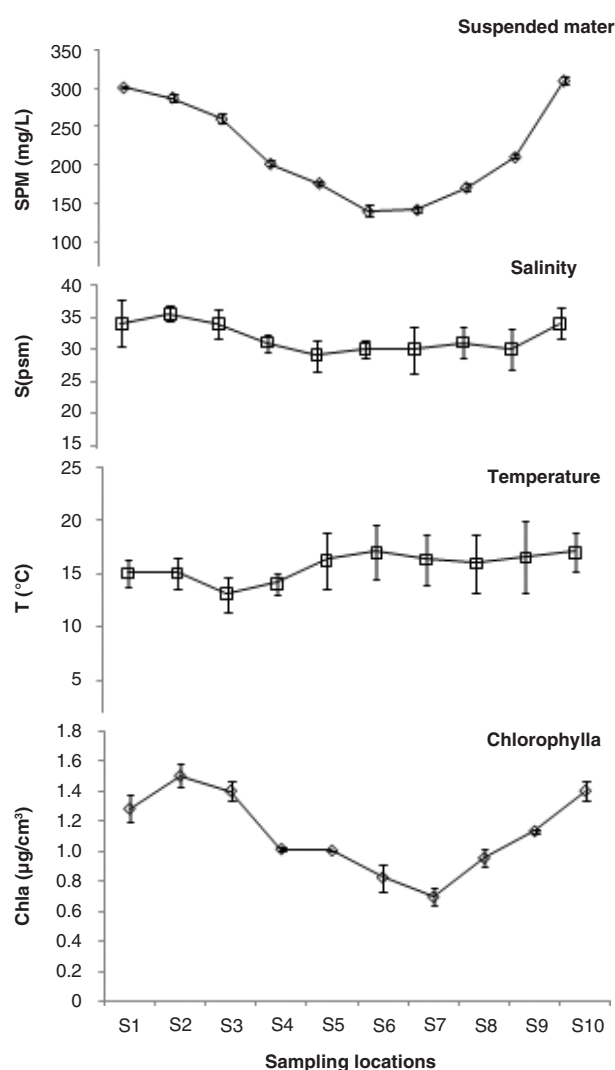 Suspended mater
350
300
250
200
150
100
SPM (mg/L)
Salinity
40
35
30
25
20
15
S(psm)
Temperature
25
20
15
10
5
T (°C)
Chlorophylla
1.8
1.6
1.4
1.2
1.0
0.8
0.6
0.4
0.2
0
Chla (µg/cm³)
S1 S2 S3 S4 S5 S6 S7 S8 S9 S10
Sampling locations